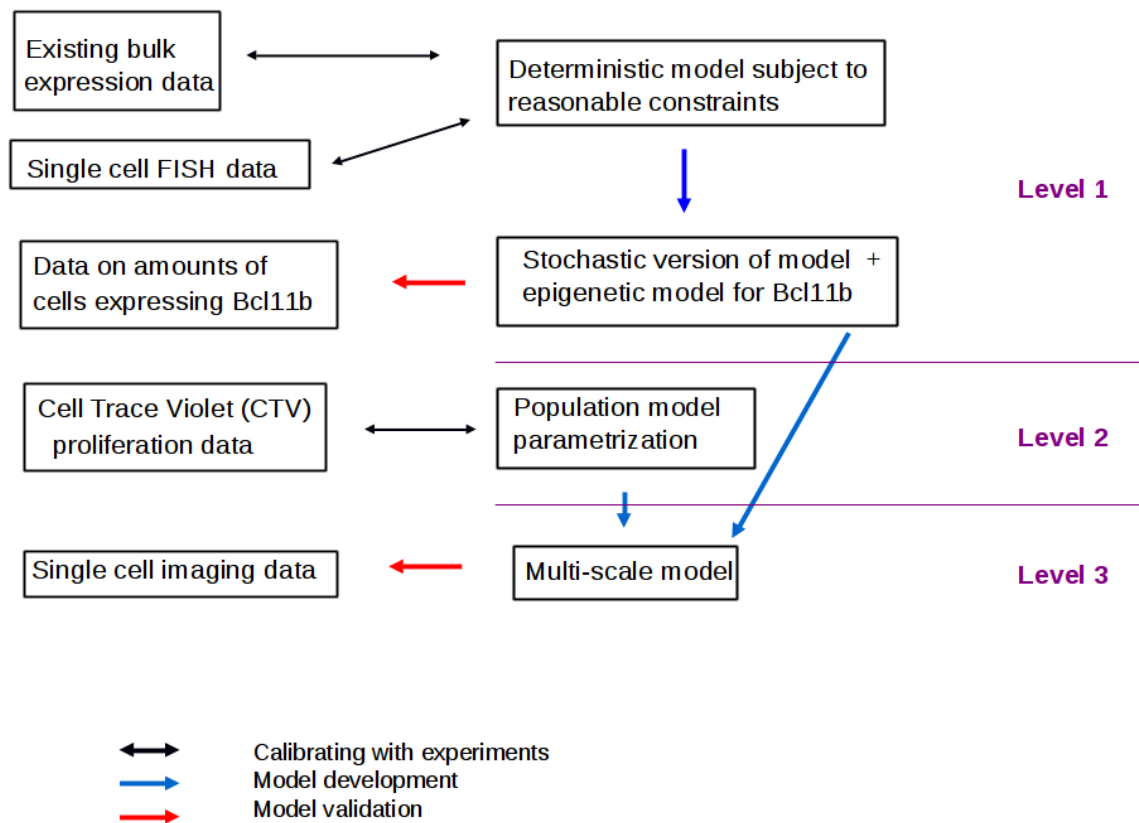 Existing bulk
expression data
Deterministic model subject to
reasonable constraints
Single cell FISH data
Level 1
Data on amounts of
cells expressing Bcl11b
Stochastic version of model +
epigenetic model for Bcl11b
Cell Trace Violet (CTV)
proliferation data
Population model
parametrization
Level 2
Single cell imaging data
Multi-scale model
Level 3
Calibrating with experiments
Model development
Model validation